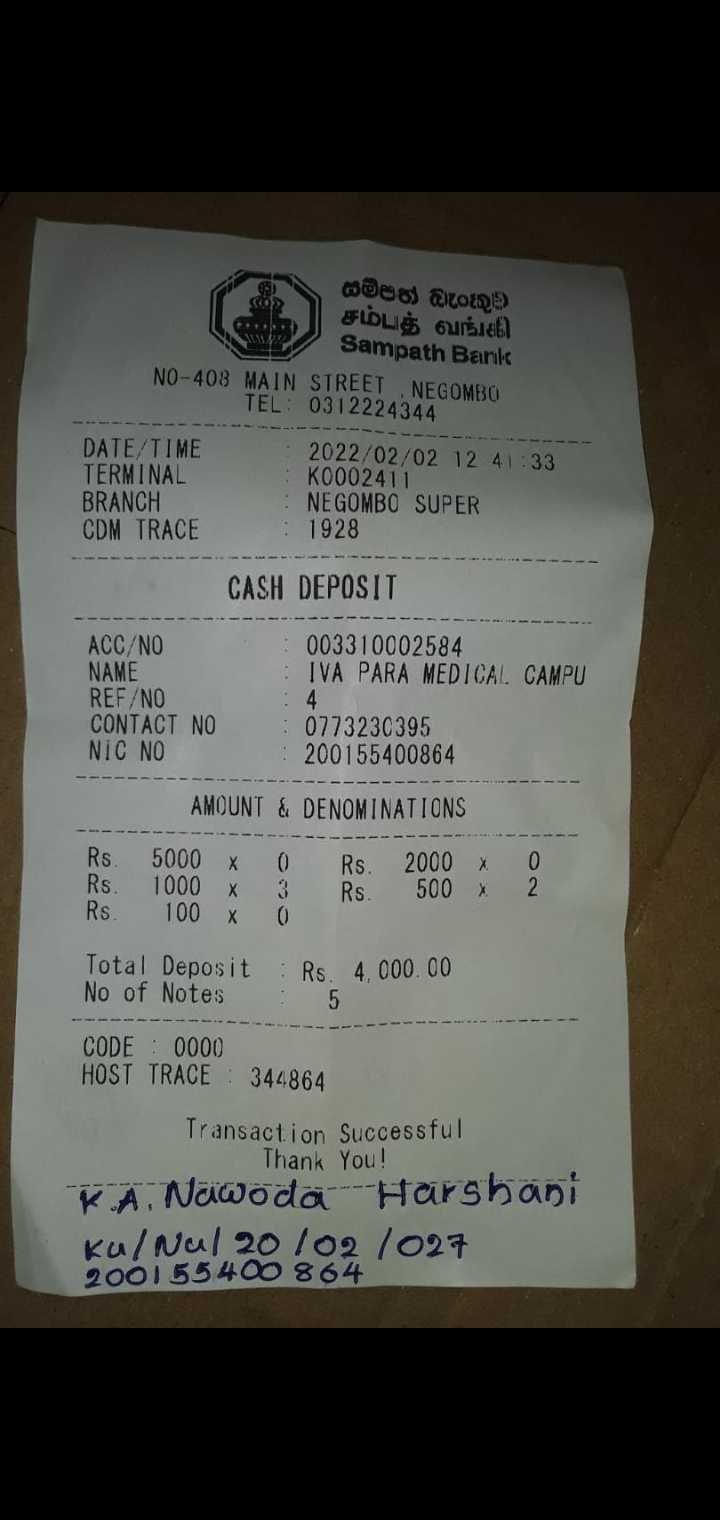 සම්පත් බැංකුව
சம்பத் வங்கி
Sampath Bank
NO-408 MAIN STREET , NEGOMBO
TEL: 0312224344
DATE/TIME : 2022/02/02 12 41:33
TERMINAL : K0002411
BRANCH : NEGOMBO SUPER
CDM TRACE : 1928
CASH DEPOSIT
ACC/NO : 003310002584
NAME : IVA PARA MEDICAL CAMPU
REF/NO : 4
CONTACT NO : 0773230395
NIC NO : 200155400864
AMOUNT & DENOMINATIONS
Rs. 5000 x 0 Rs. 2000 x 0
Rs. 1000 x 3 Rs. 500 x 2
Rs. 100 x 0
Total Deposit : Rs. 4,000.00
No of Notes : 5
CODE : 0000
HOST TRACE : 344864
Transaction Successful
Thank You!
K.A. Nawoda Harshani
Ku/Nu/20/02/027
200155400864